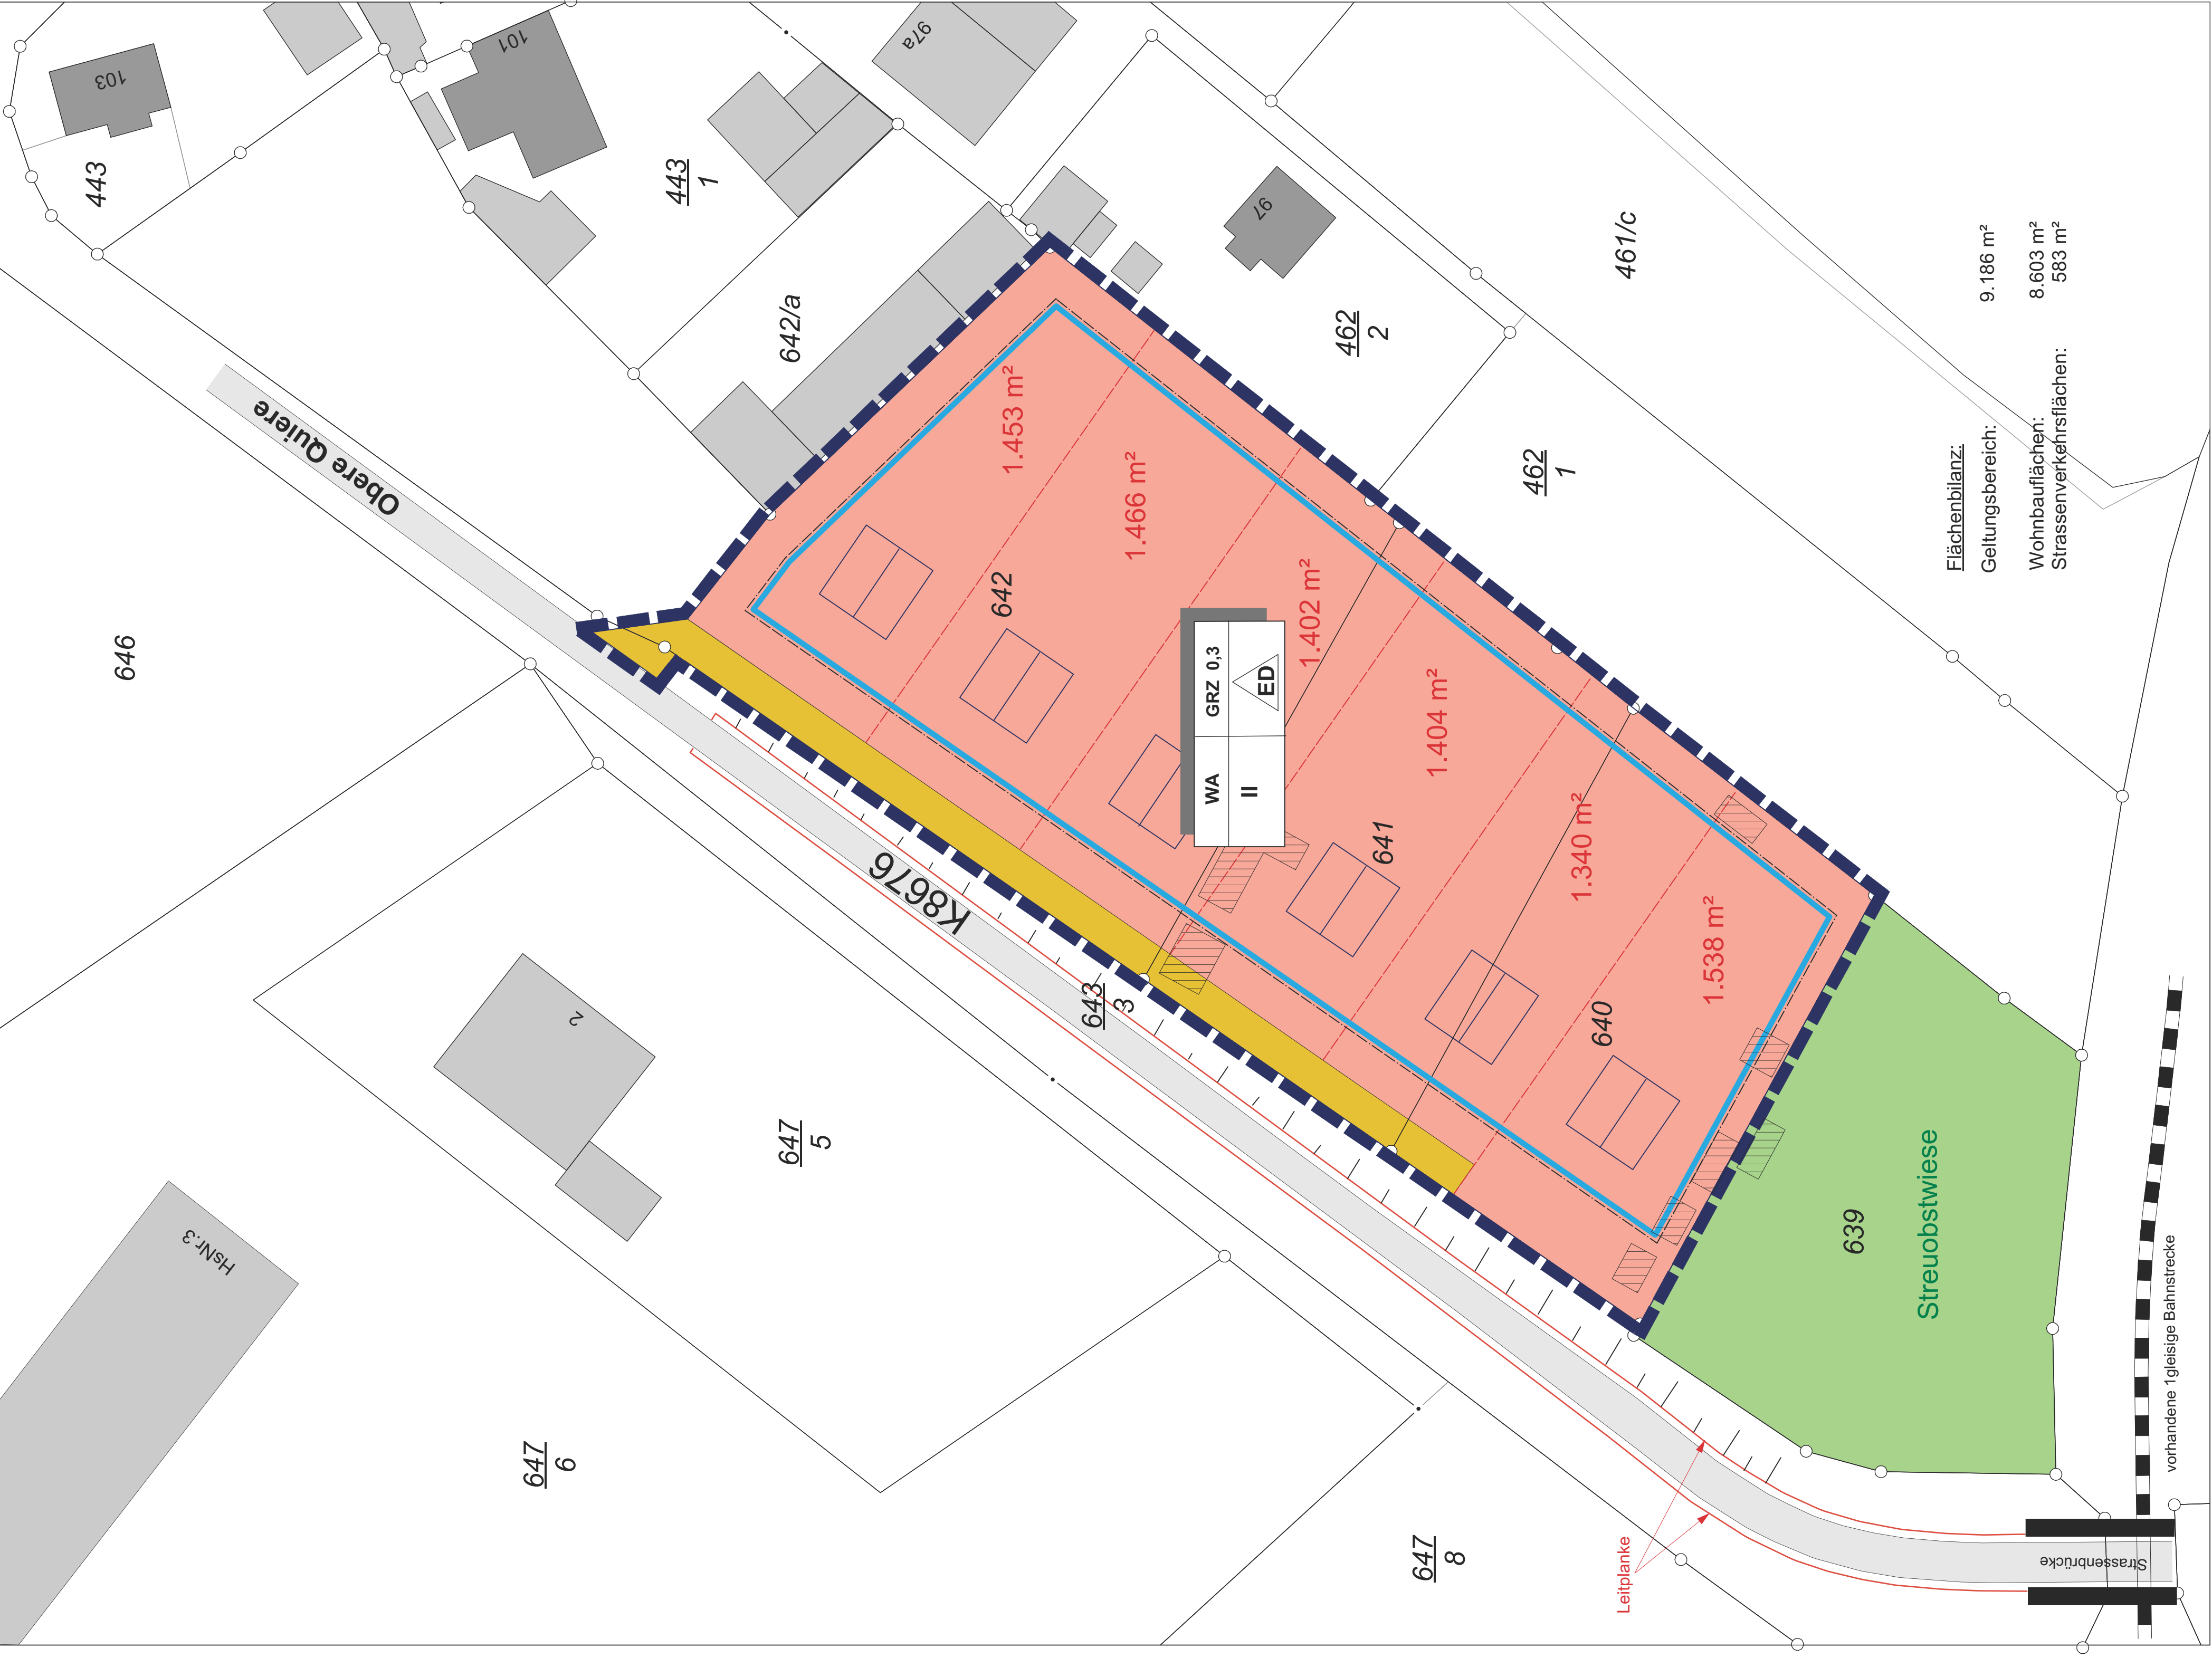 103
101
97a
443
443
1
97
642/a
461/c
462
2
462
1
Obere Quiere
646
1.453 m²
1.466 m²
642
1.402 m²
WA
GRZ 0,3
II
ED
1.404 m²
641
1.340 m²
1.538 m²
640
K8676
643
3
2
647
5
HsNr.3
647
6
647
8
639
Streuobstwiese
Leitplanke
Strassenbrücke
vorhandene 1gleisige Bahnstrecke
Flächenbilanz:
Geltungsbereich: 9.186 m²
Wohnbauflächen: 8.603 m²
Strassenverkehrsflächen: 583 m²